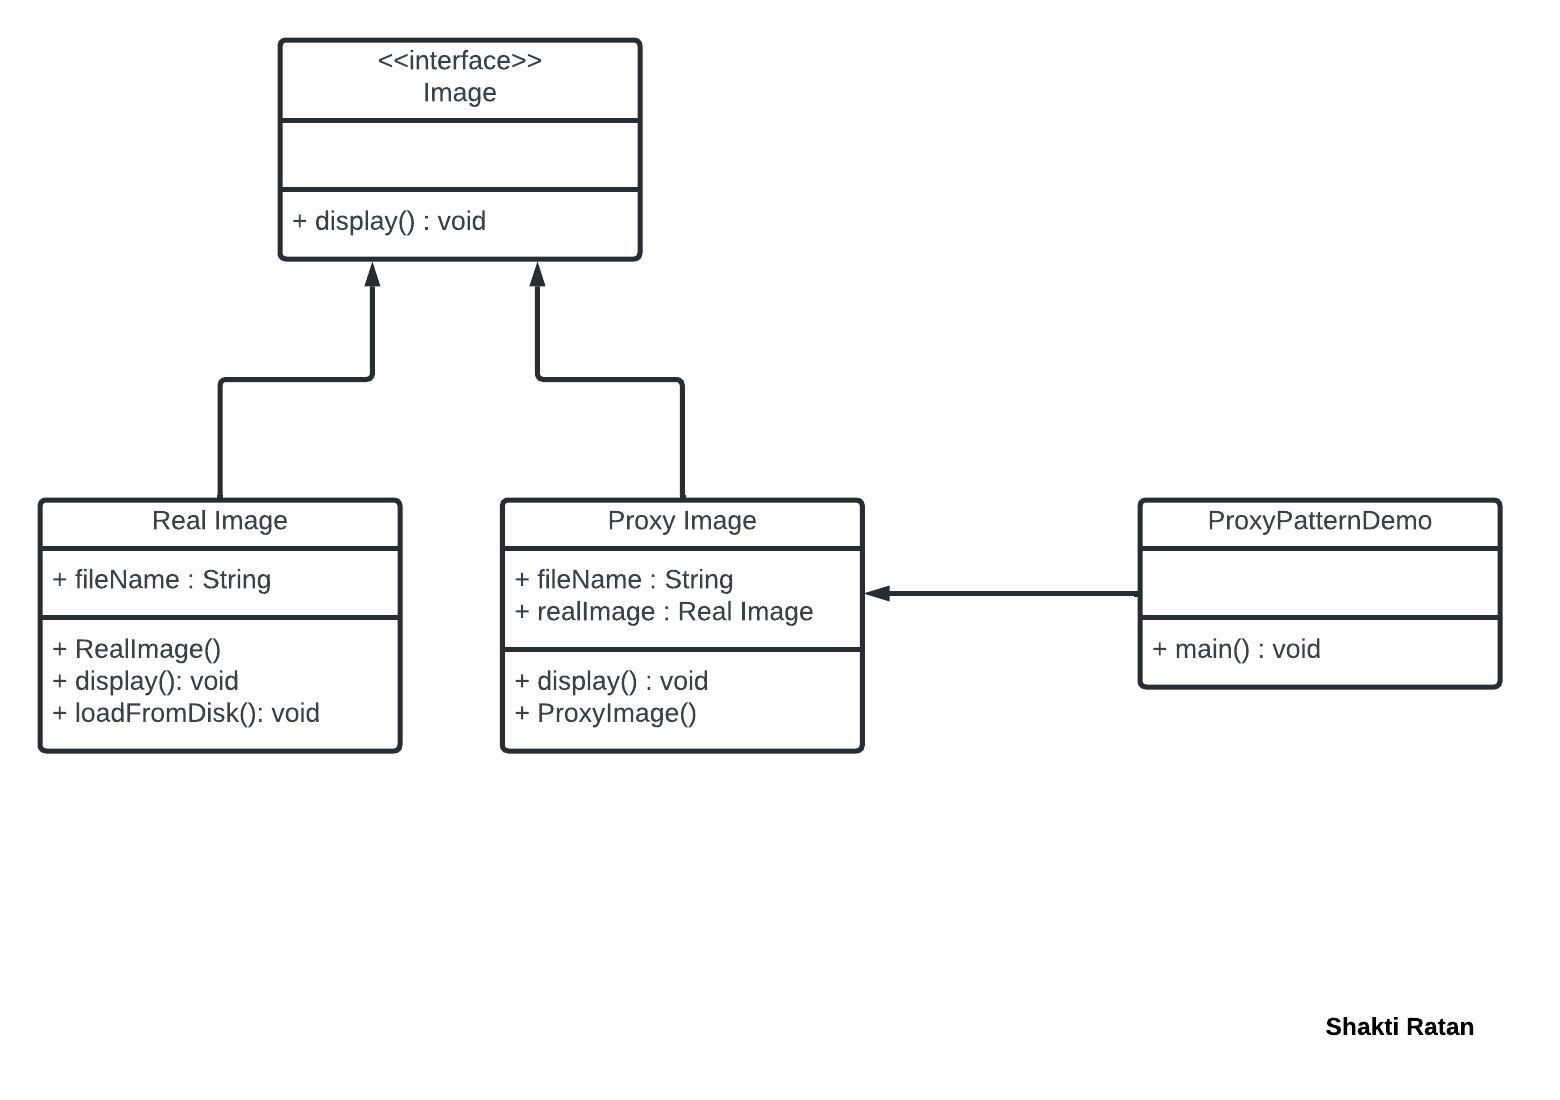 <<interface>>
Image
+ display() : void
Real Image
+ fileName : String
+ RealImage()
+ display(): void
+ loadFromDisk(): void
Proxy Image
+ fileName : String
+ realImage : Real Image
+ display() : void
+ ProxyImage()
ProxyPatternDemo
+ main() : void
Shakti Ratan